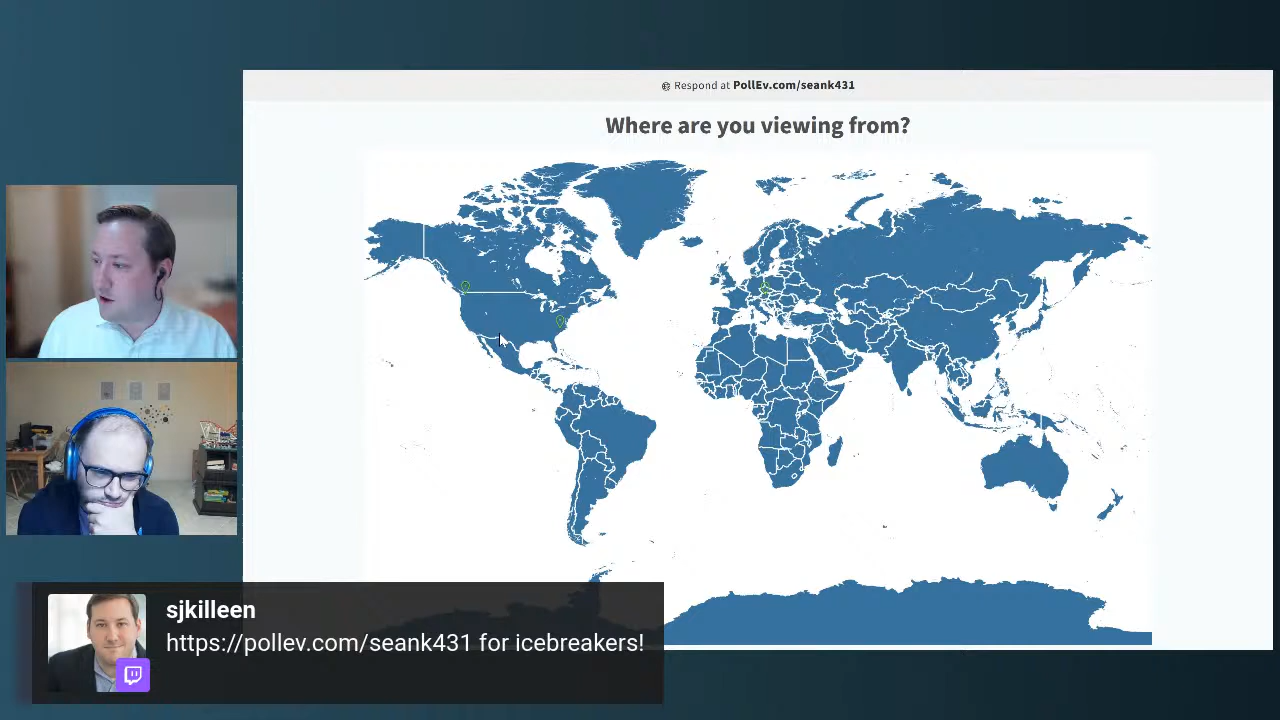 Respond at PollEv.com/seank431
Where are you viewing from?
sjkilleen
https://pollev.com/seank431 for icebreakers!